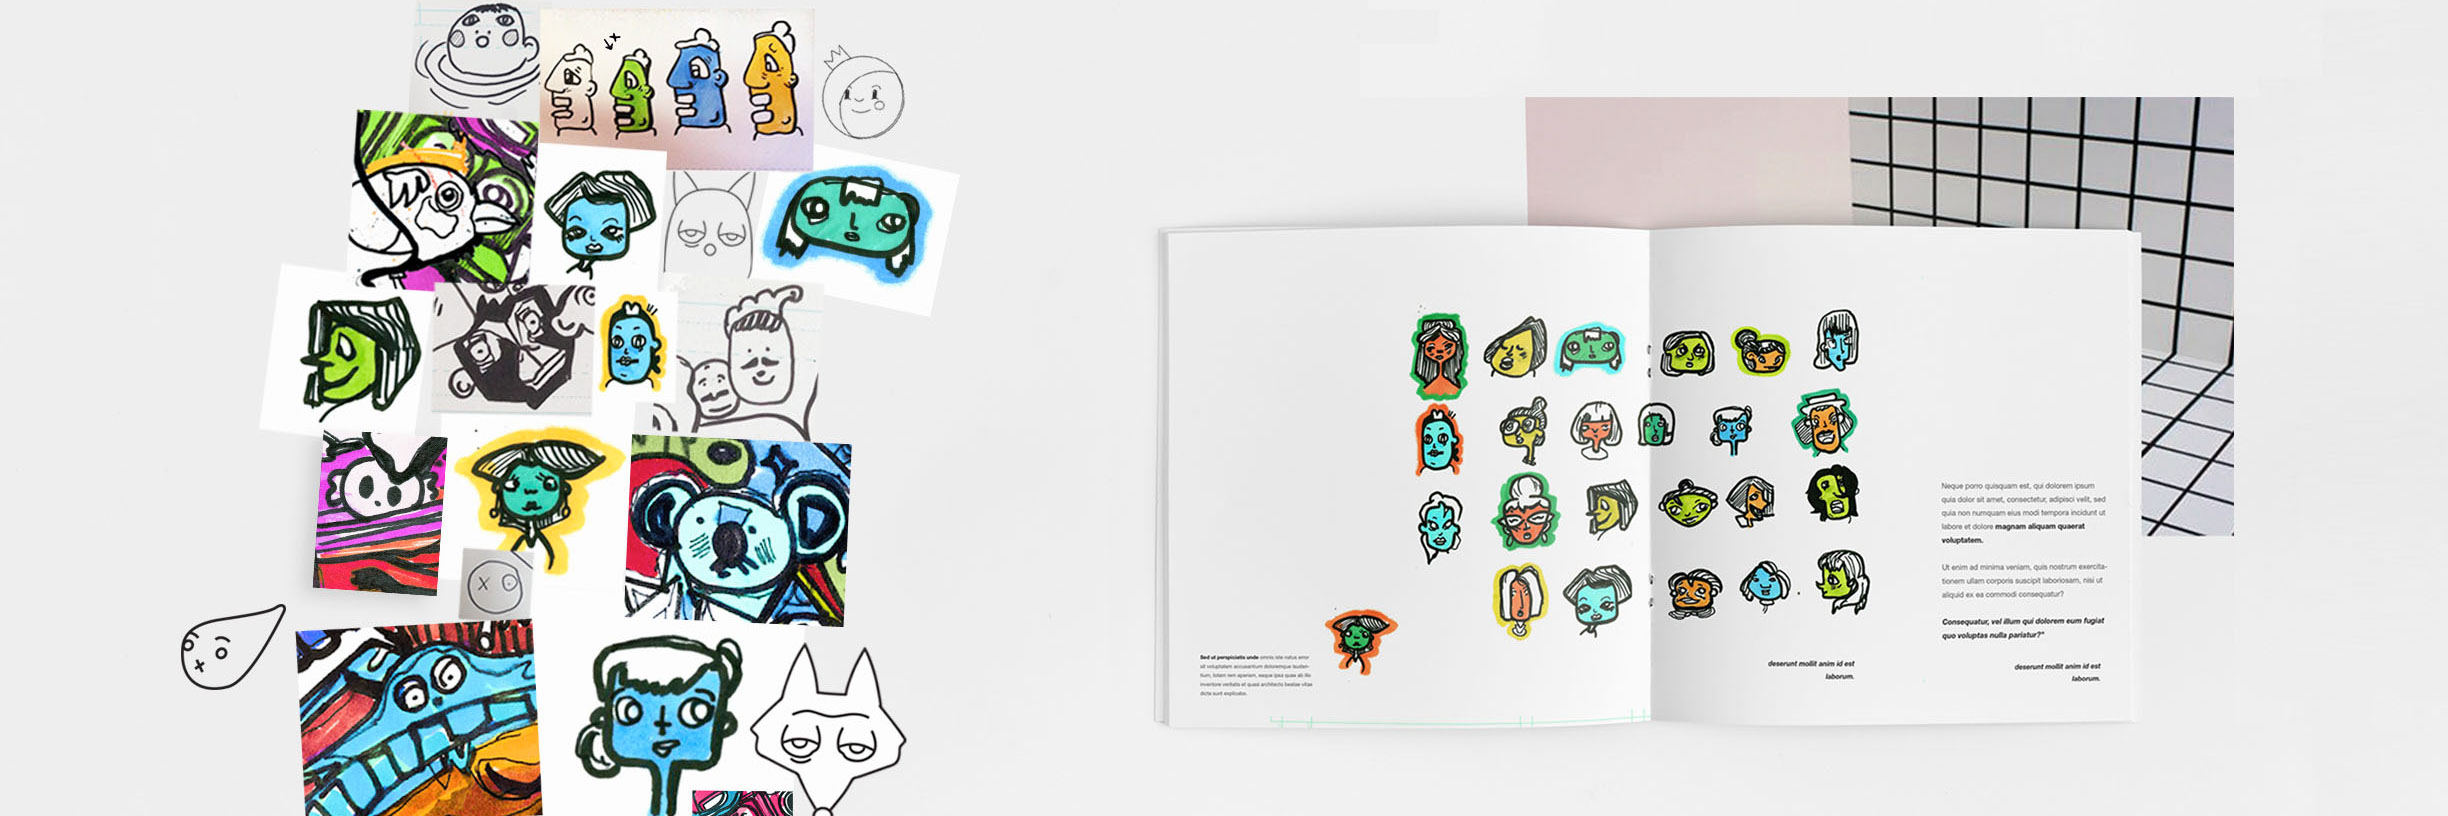 Sed ut perspiciatis unde omnis iste natus error
sit voluptatem accusantium doloremque laudan-
tium, totam rem aperiam, eaque ipsa quae ab illo
inventore veritatis et quasi architecto beatae vitae
dicta sunt explicabo.
deserunt mollit anim id est
laborum.
Neque porro quisquam est, qui dolorem ipsum
quia dolor sit amet, consectetur, adipisci velit, sed
quia non numquam eius modi tempora incidunt ut
labore et dolore magnam aliquam quaerat
voluptatem.
Ut enim ad minima veniam, quis nostrum exercita-
tionem ullam corporis suscipit laboriosam, nisi ut
aliquid ex ea commodi consequatur?
Consequatur, vel illum qui dolorem eum fugiat
quo voluptas nulla pariatur?"
deserunt mollit anim id est
laborum.